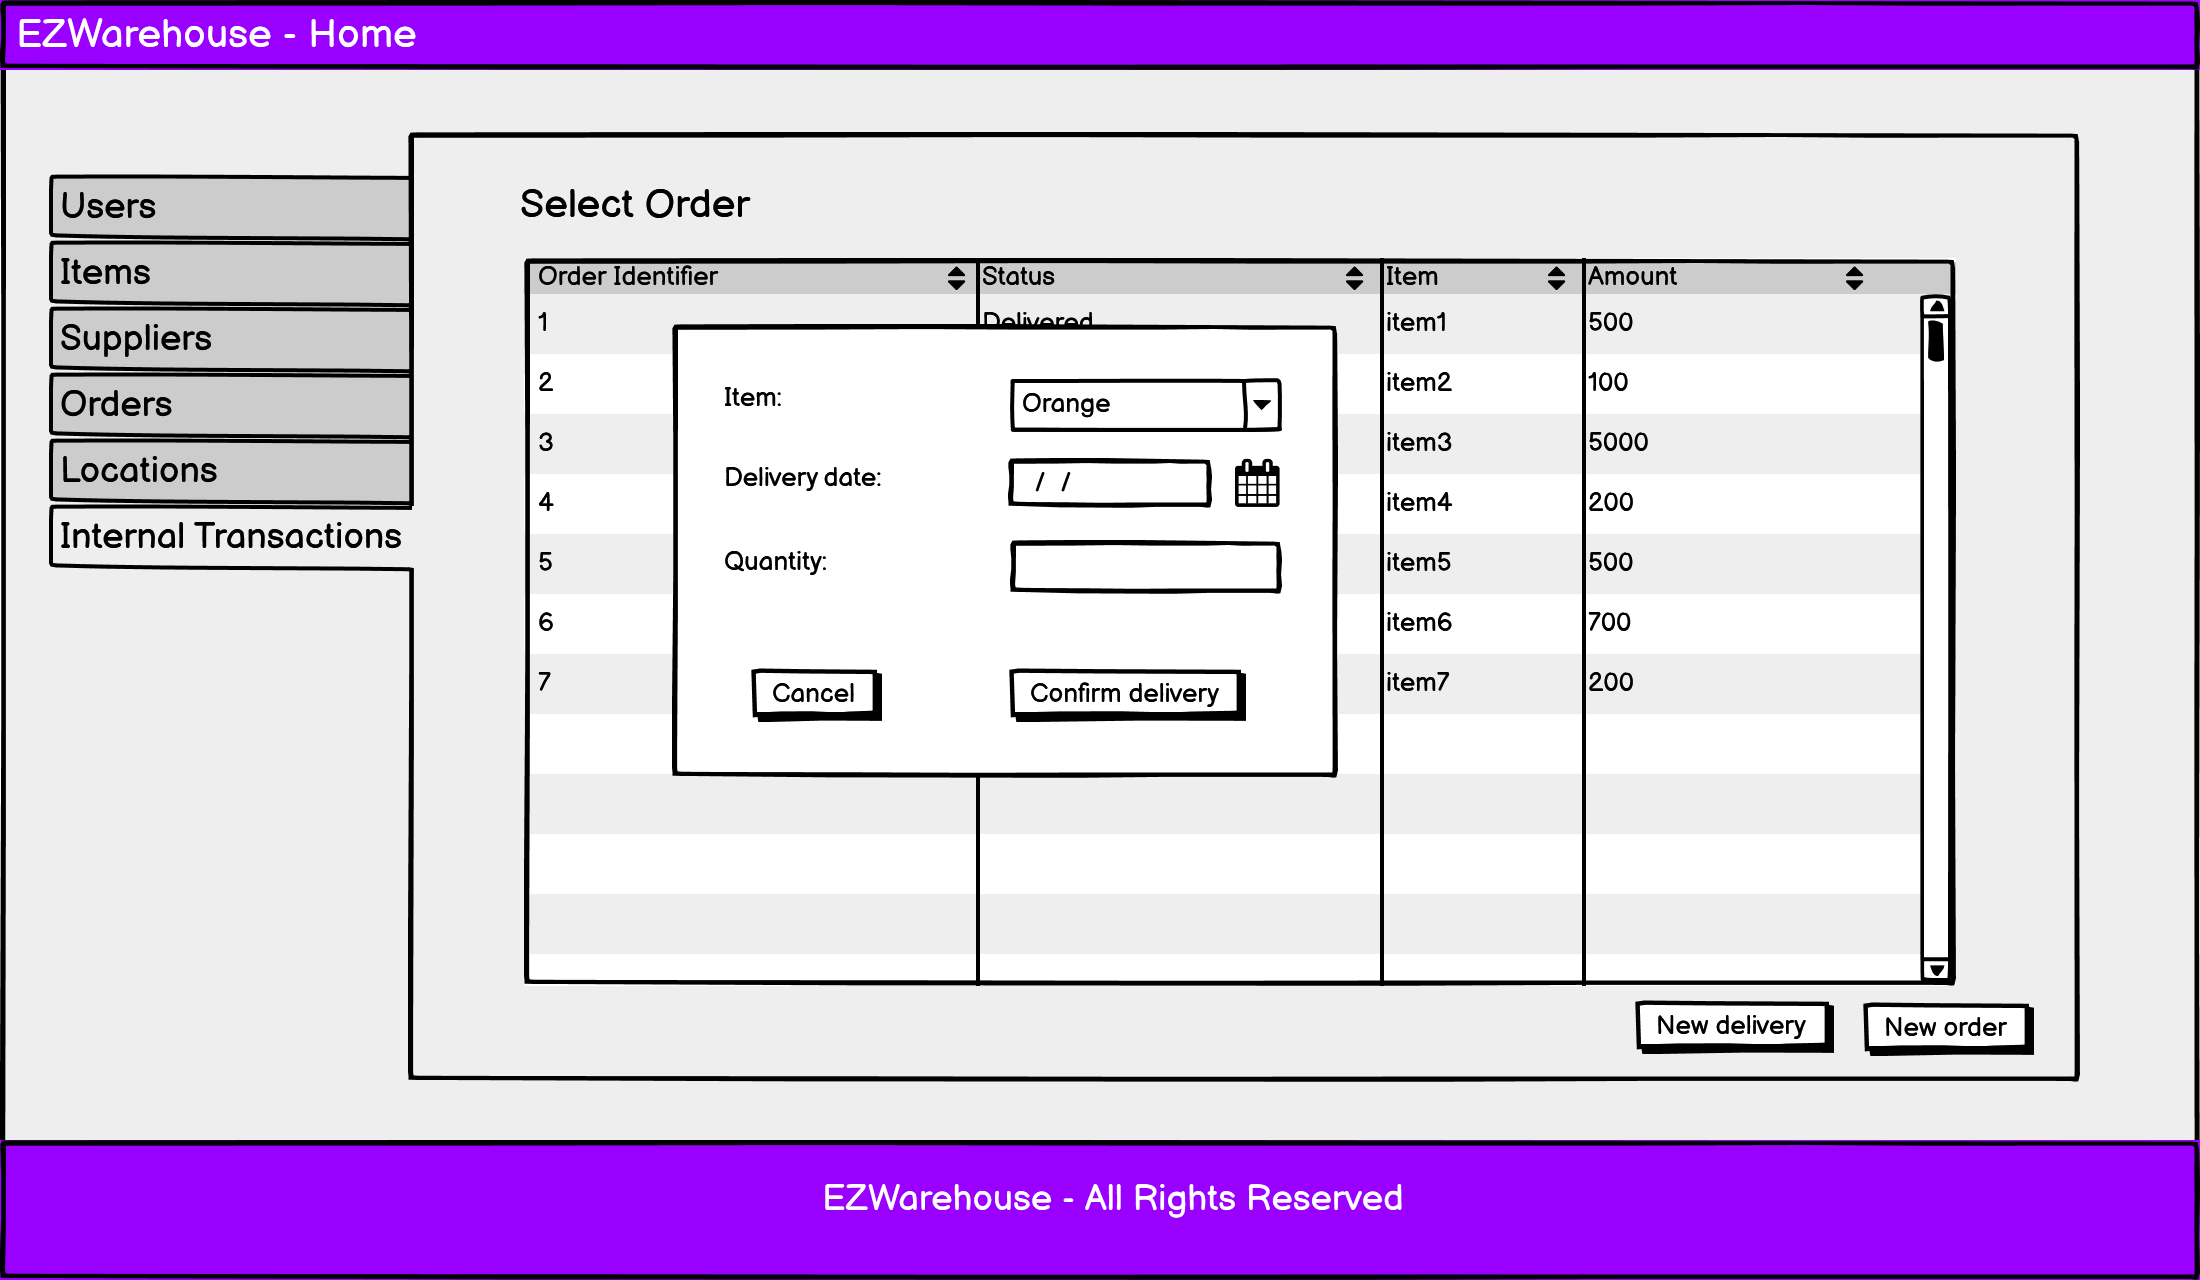 EZWarehouse - Home
Users
Items
Suppliers
Orders
Locations
Internal Transactions
Select Order
Order Identifier Status Item Amount
1 Delivered item1 500
2 item2 100
3 item3 5000
4 item4 200
5 item5 500
6 item6 700
7 item7 200
Item: Orange
Delivery date: / /
Quantity:
Cancel Confirm delivery
New delivery New order
EZWarehouse - All Rights Reserved